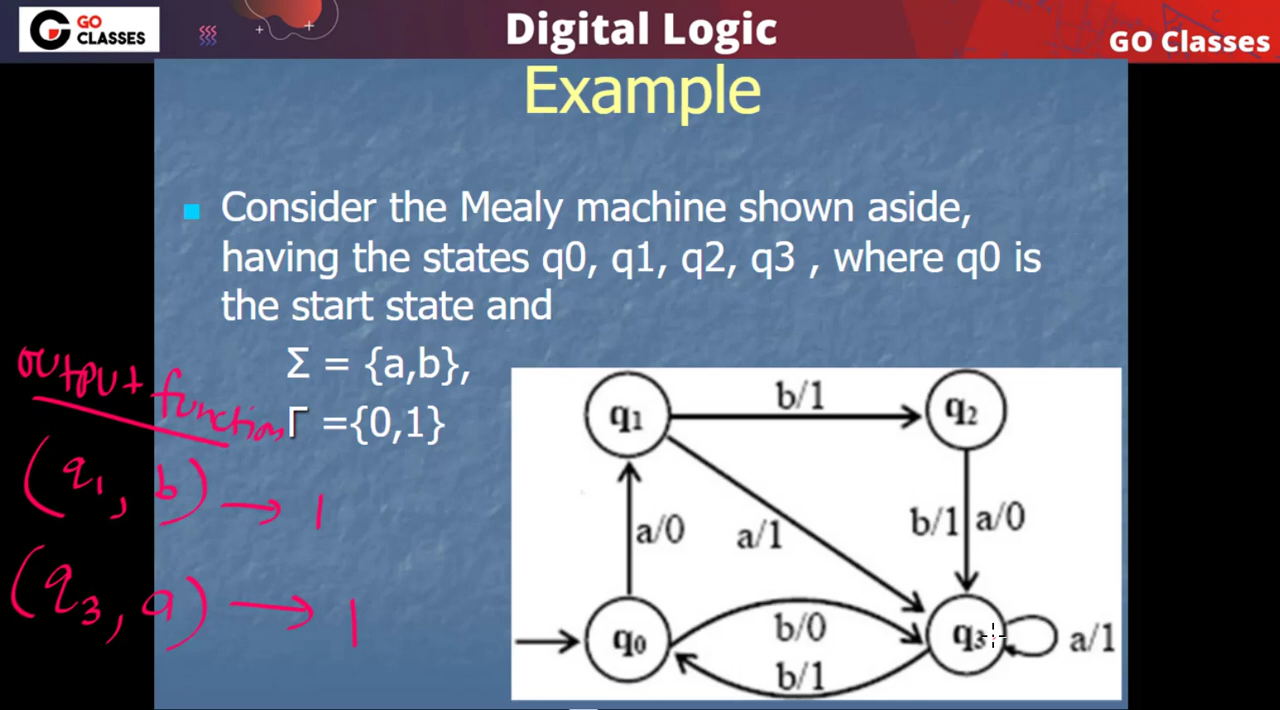 GO
CLASSES
Digital Logic
GO Classes
Example
Consider the Mealy machine shown aside,
having the states q0, q1, q2, q3 , where q0 is
the start state and
Σ = {a,b},
Γ ={0,1}
output function
(q1, b) → 1
(q3, a) → 1
q1
b/1
q2
a/0
a/1
b/1
a/0
q0
b/0
b/1
q3
a/1